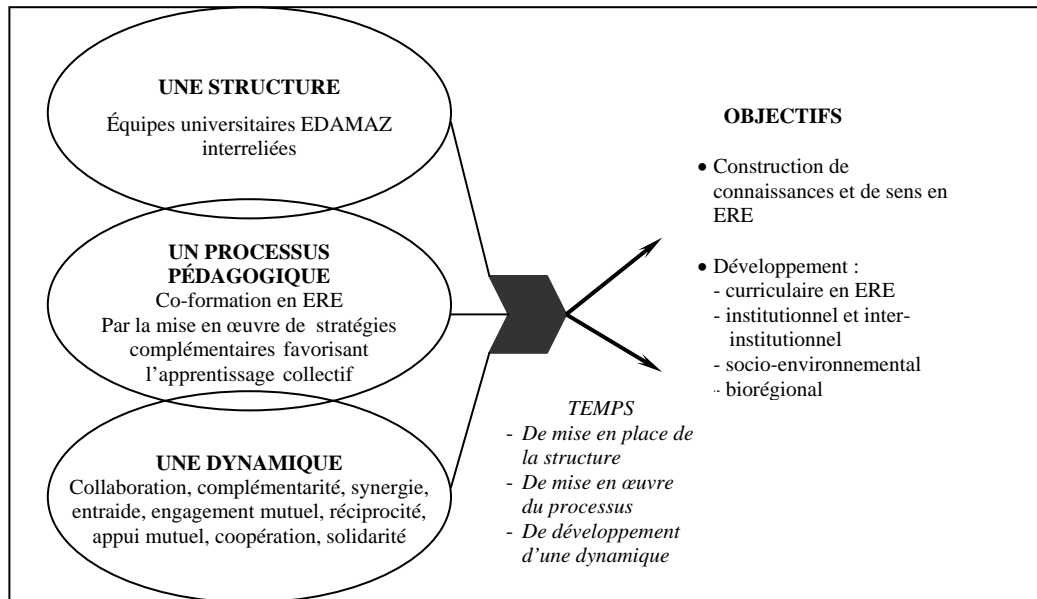 UNE STRUCTURE
Équipes universitaires EDAMAZ
interreliées
UN PROCESSUS
PÉDAGOGIQUE
Co-formation en ERE
Par la mise en œuvre de stratégies
complémentaires favorisant
l’apprentissage collectif
UNE DYNAMIQUE
Collaboration, complémentarité, synergie,
entraide, engagement mutuel, réciprocité,
appui mutuel, coopération, solidarité
TEMPS
- De mise en place de
la structure
- De mise en œuvre
du processus
- De développement
d’une dynamique
OBJECTIFS
• Construction de
connaissances et de sens en
ERE
• Développement :
- curriculaire en ERE
- institutionnel et inter-
institutionnel
- socio-environnemental
- biorégional